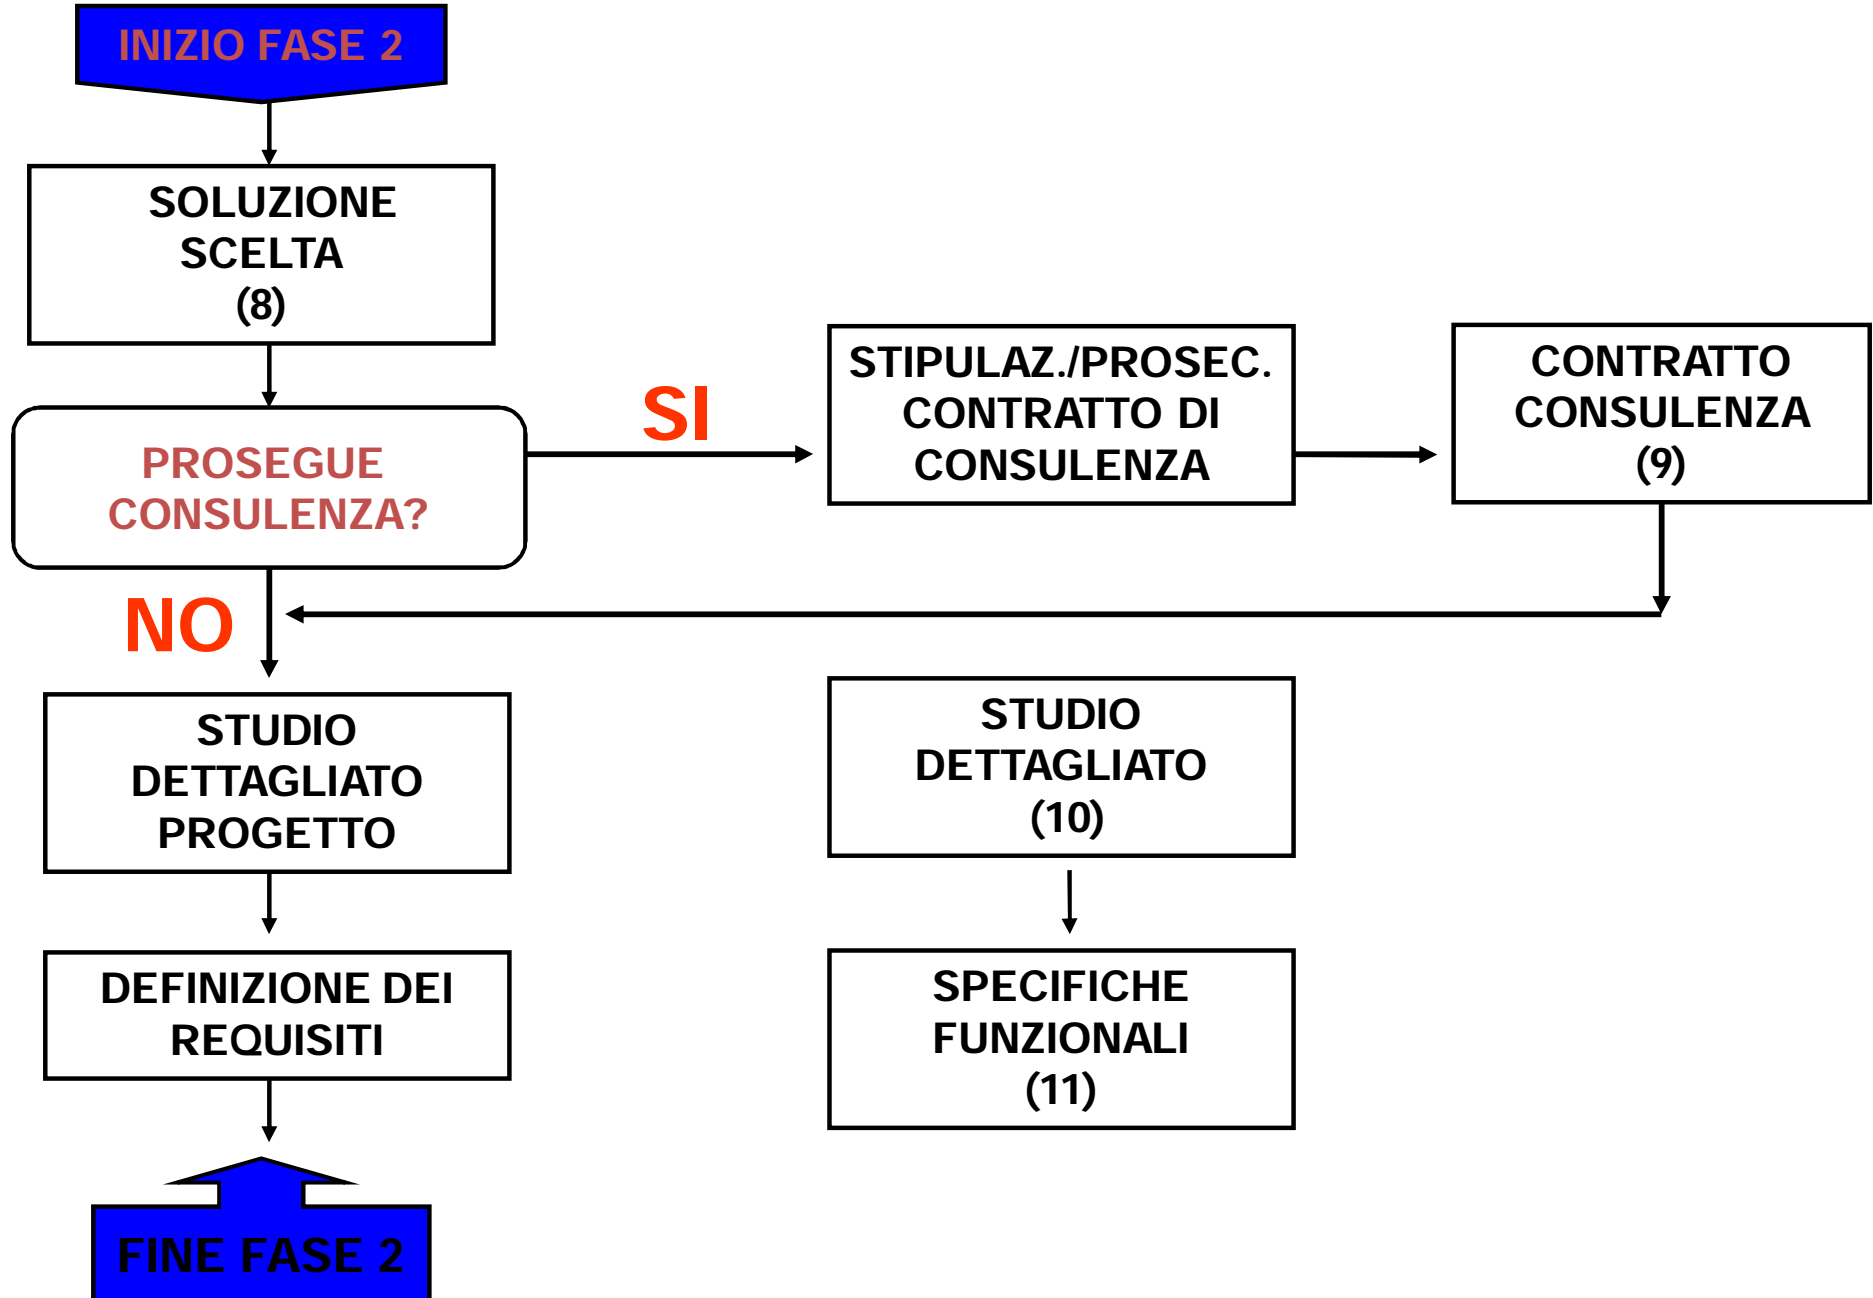 INIZIO FASE 2
SOLUZIONE
SCELTA
(8)
PROSEGUE
CONSULENZA?
SI
STIPULAZ./PROSEC.
CONTRATTO DI
CONSULENZA
CONTRATTO
CONSULENZA
(9)
NO
STUDIO
DETTAGLIATO
PROGETTO
STUDIO
DETTAGLIATO
(10)
DEFINIZIONE DEI
REQUISITI
SPECIFICHE
FUNZIONALI
(11)
FINE FASE 2